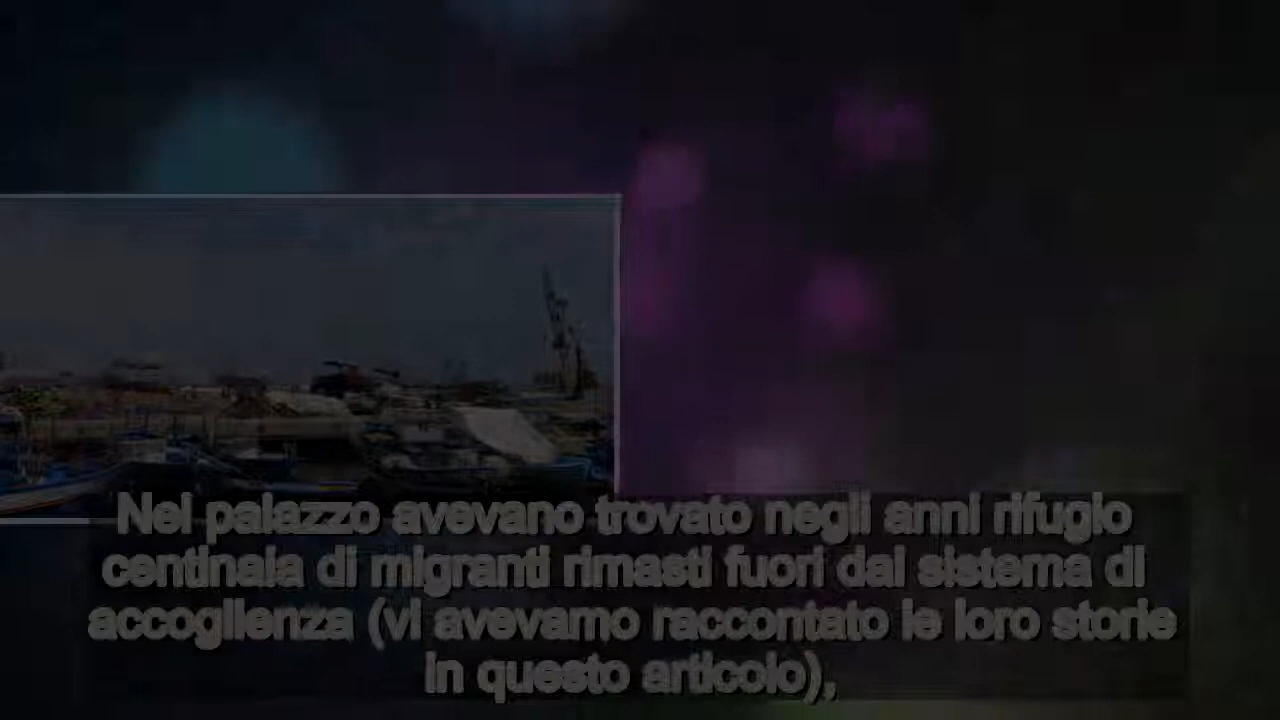 Nel palazzo avevano trovato negli anni rifugio
centinaia di migranti rimasti fuori dal sistema di
accoglienza (vi avevamo raccontato le loro storie
in questo articolo),